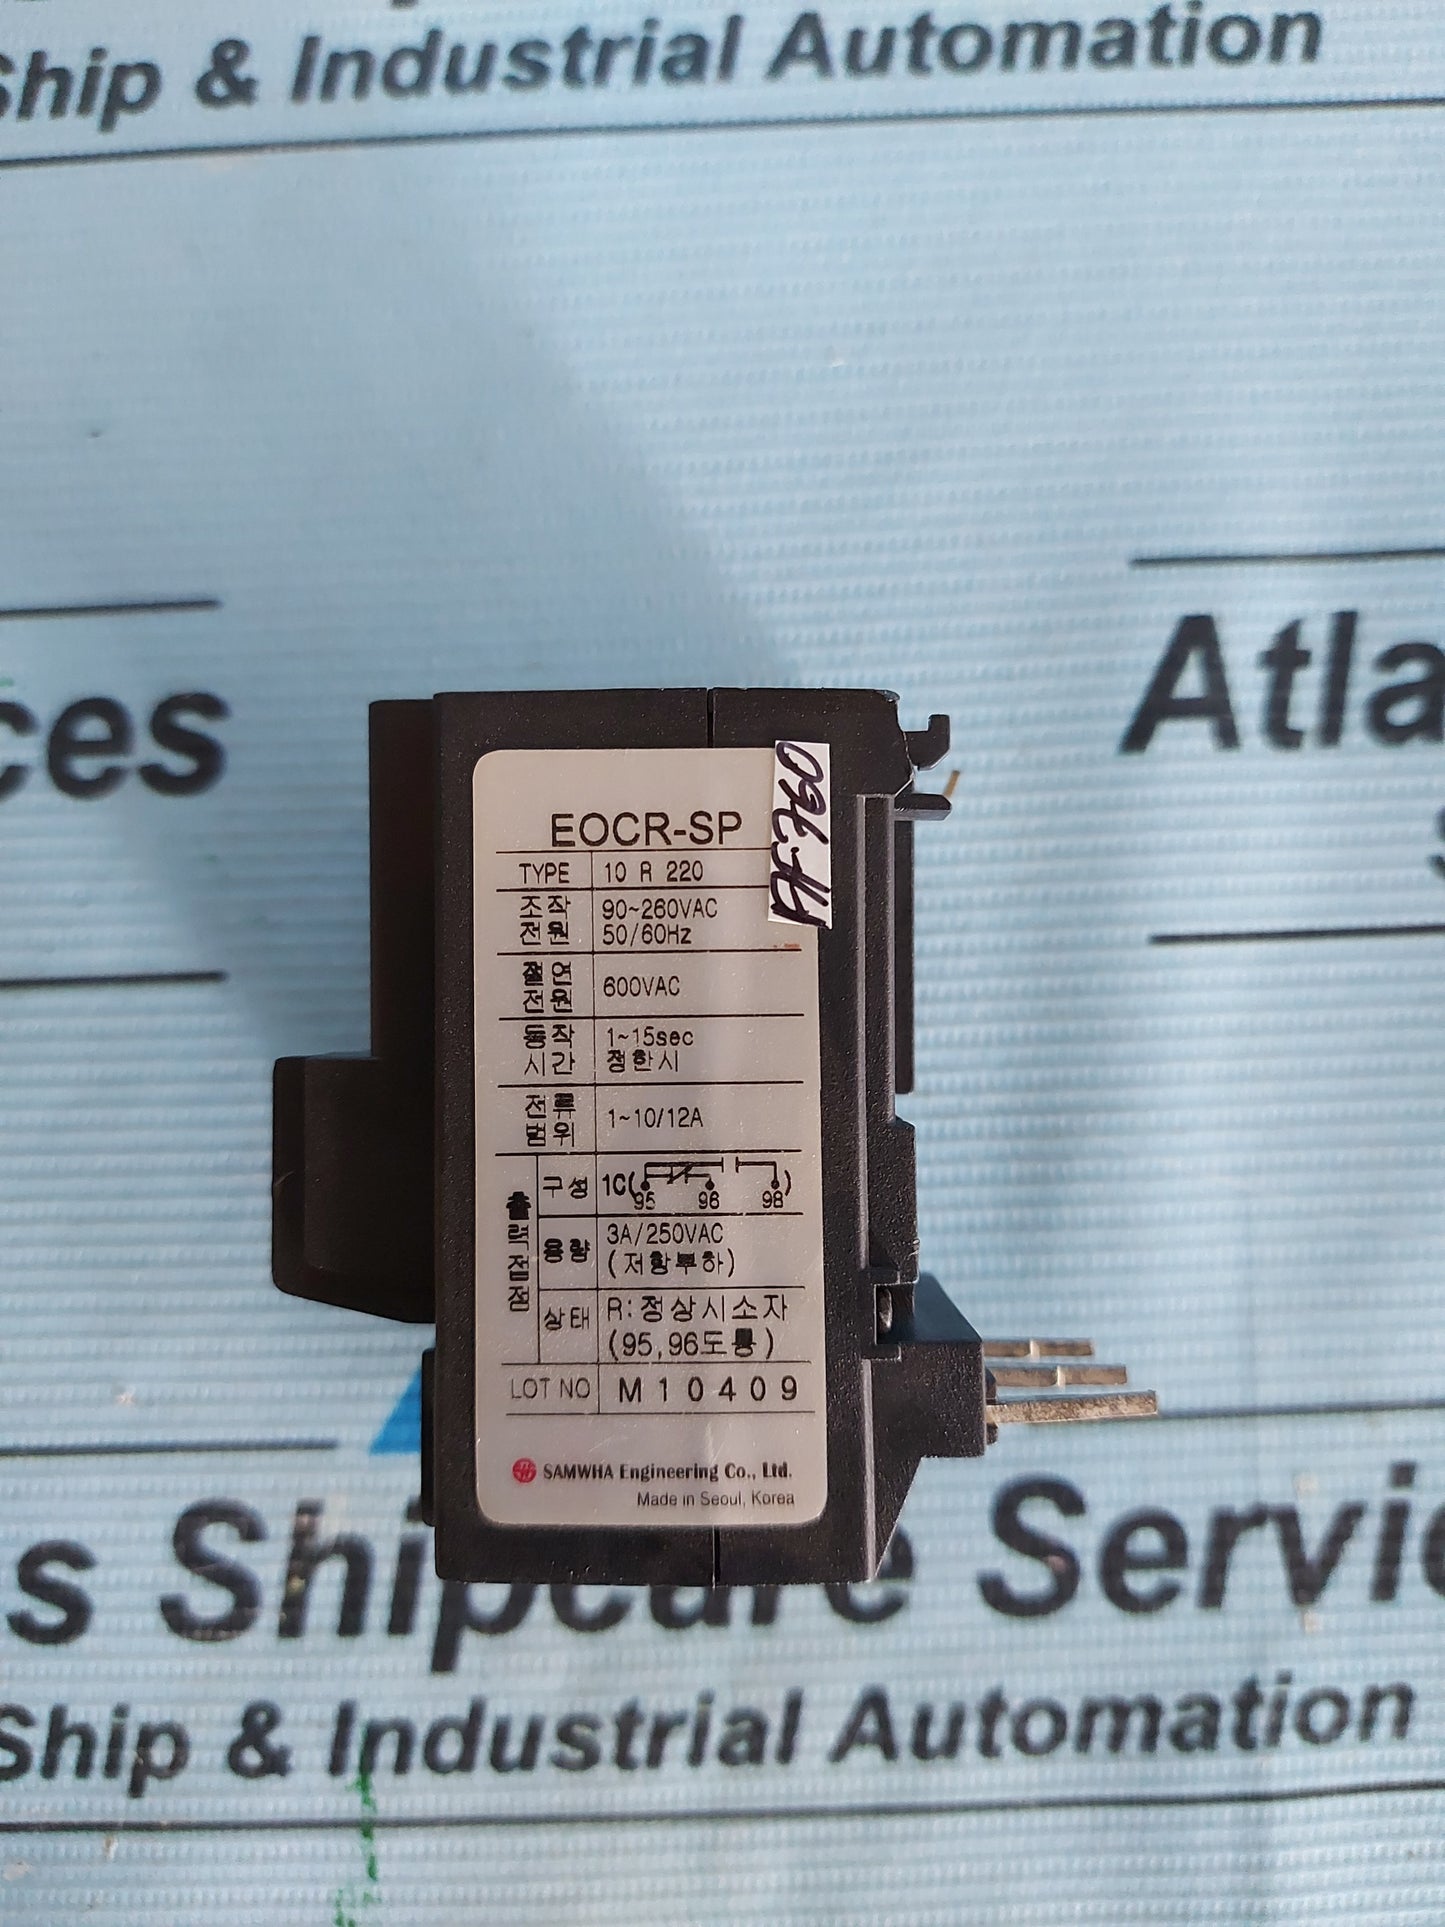 Ship & Industrial Automation
ces
Atla
EOCR-SP
TYPE 10 R 220
조작 전원 90~260VAC
50/60Hz
절연 전원 600VAC
동작 시간 1~15sec
정한시
전류 범위 1~10/12A
출력접점
구성 1C( 95 96 98 )
용량 3A/250VAC
(저항부하)
상태 R:정상시소자
(95,96도통)
LOT NO M10409
SAMWHA Engineering Co., Ltd.
Made in Seoul, Korea
s Shipcare Servic
Ship & Industrial Automation